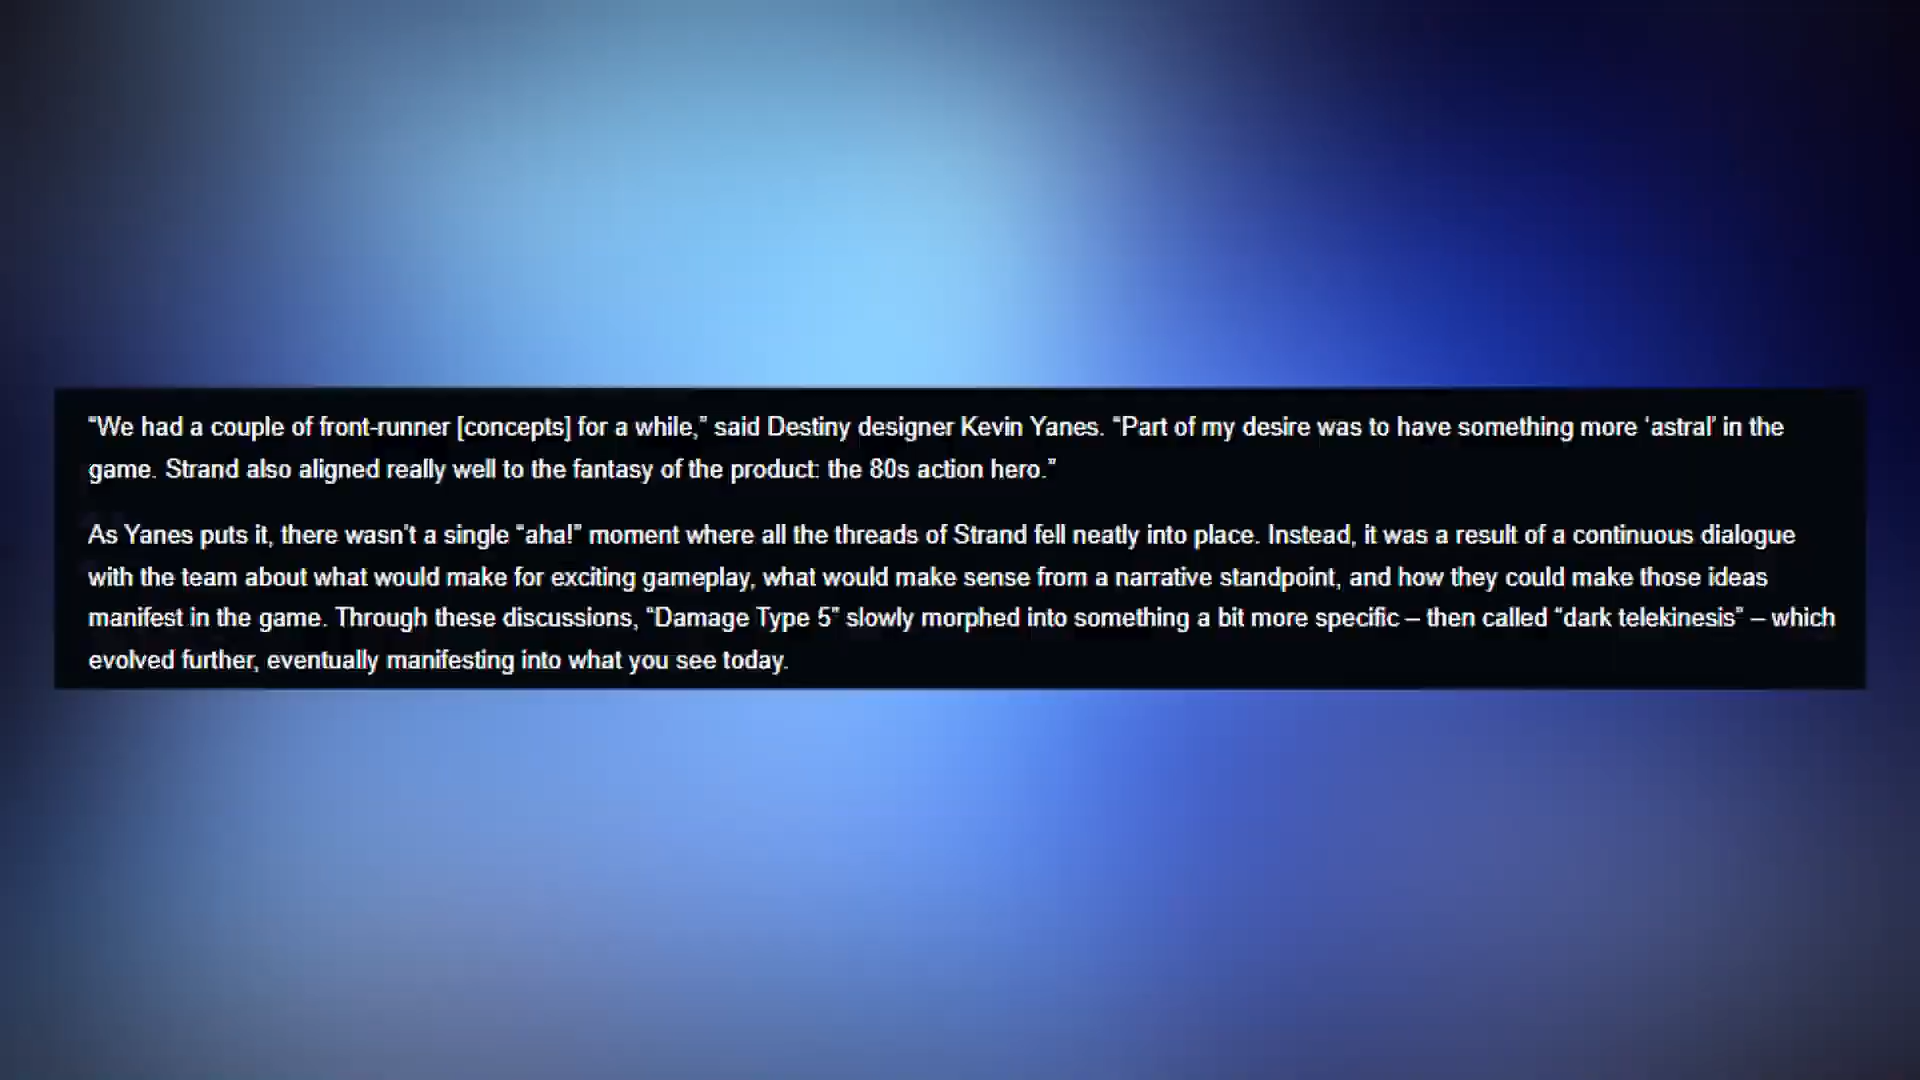 “We had a couple of front-runner [concepts] for a while,” said Destiny designer Kevin Yanes. “Part of my desire was to have something more ‘astral’ in the
game. Strand also aligned really well to the fantasy of the product: the 80s action hero.”
As Yanes puts it, there wasn’t a single “aha!” moment where all the threads of Strand fell neatly into place. Instead, it was a result of a continuous dialogue
with the team about what would make for exciting gameplay, what would make sense from a narrative standpoint, and how they could make those ideas
manifest in the game. Through these discussions, “Damage Type 5” slowly morphed into something a bit more specific – then called “dark telekinesis” – which
evolved further, eventually manifesting into what you see today.